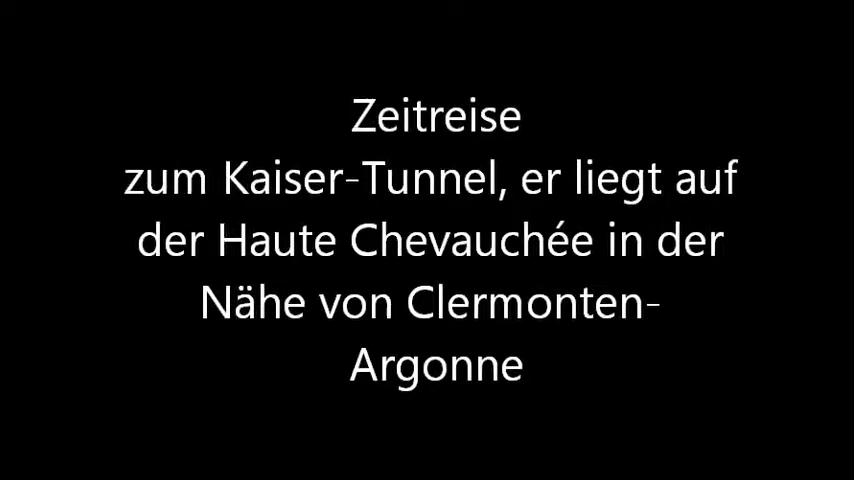 Zeitreise
zum Kaiser-Tunnel, er liegt auf
der Haute Chevauchée in der
Nähe von Clermonten-
Argonne